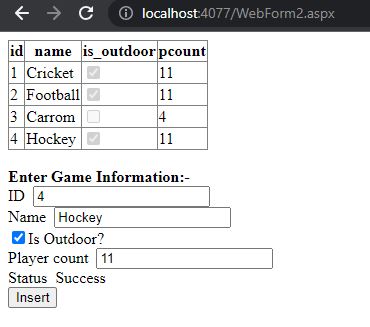 localhost:4077/WebForm2.aspx
id name is_outdoor pcount
1 Cricket 11
2 Football 11
3 Carrom 4
4 Hockey 11
Enter Game Information:-
ID 4
Name Hockey
Is Outdoor?
Player count 11
Status Success
Insert